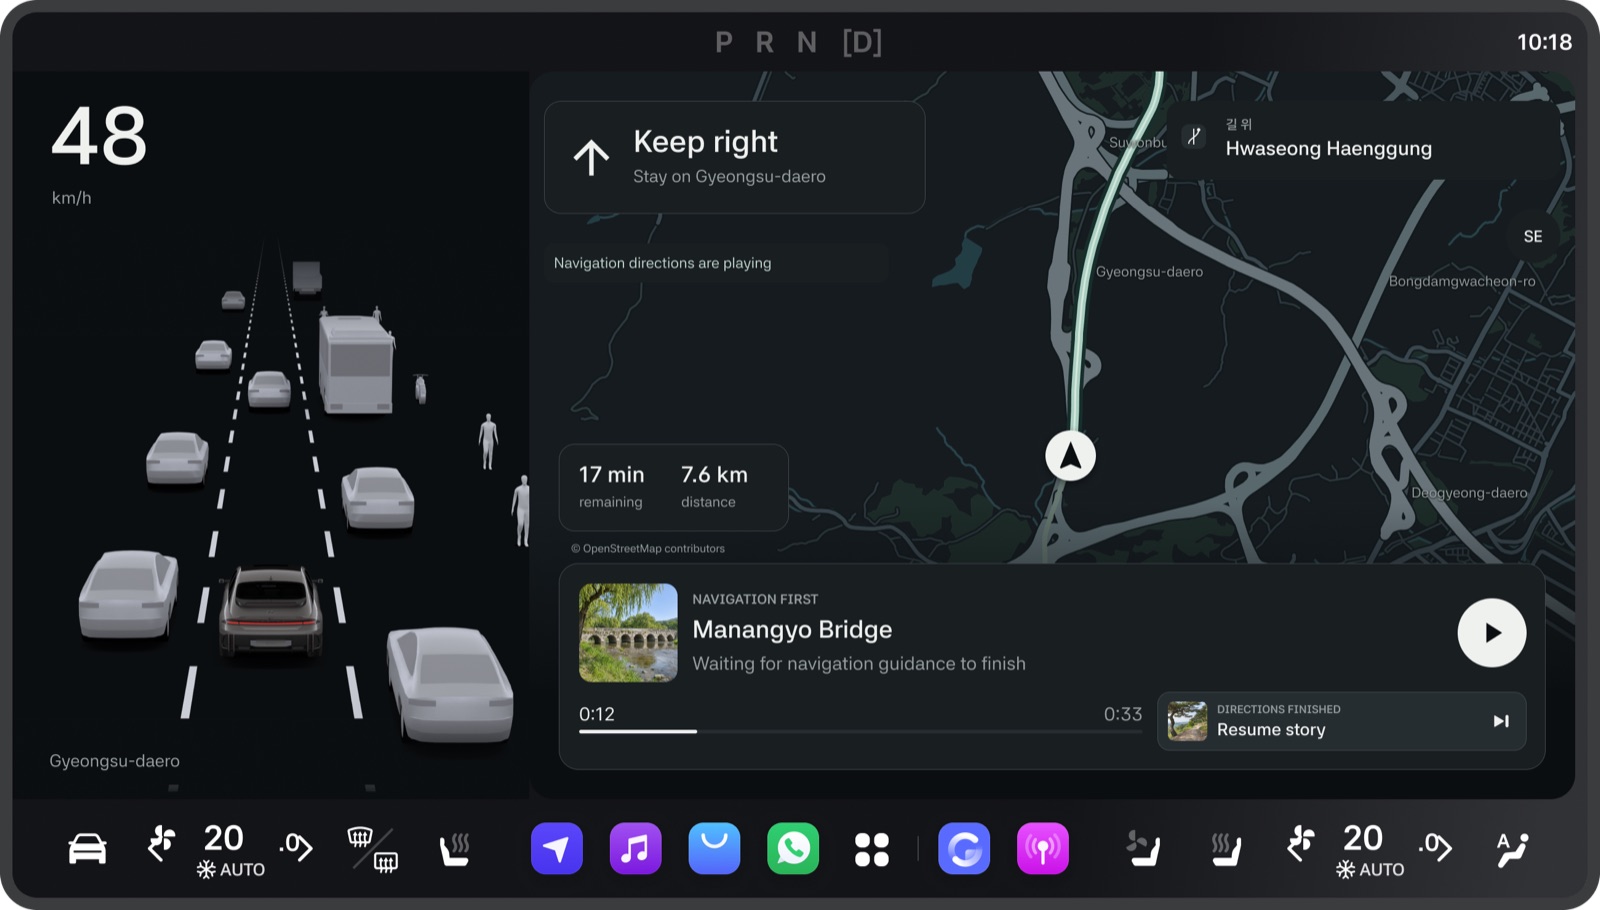 P R N [D]
10:18
48
km/h
Gyeongsu-daero
Keep right
Stay on Gyeongsu-daero
Navigation directions are playing
길 위
Hwaseong Haenggung
SE
Gyeongsu-daero
Bongdamgwacheon-ro
Deogyeong-daero
17 min
remaining
7.6 km
distance
© OpenStreetMap contributors
NAVIGATION FIRST
Manangyo Bridge
Waiting for navigation guidance to finish
0:12
0:33
DIRECTIONS FINISHED
Resume story
20
AUTO
.0
20
AUTO
.0
A